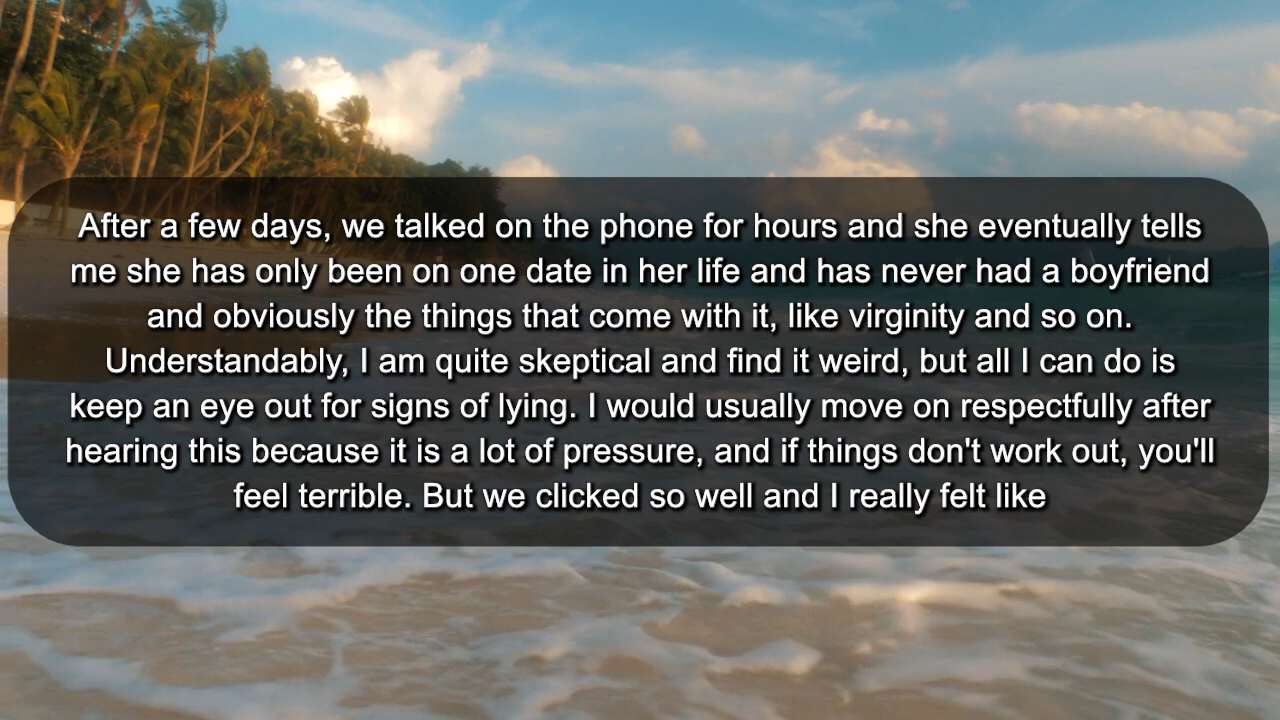 After a few days, we talked on the phone for hours and she eventually tells
me she has only been on one date in her life and has never had a boyfriend
and obviously the things that come with it, like virginity and so on.
Understandably, I am quite skeptical and find it weird, but all I can do is
keep an eye out for signs of lying. I would usually move on respectfully after
hearing this because it is a lot of pressure, and if things don't work out, you'll
feel terrible. But we clicked so well and I really felt like